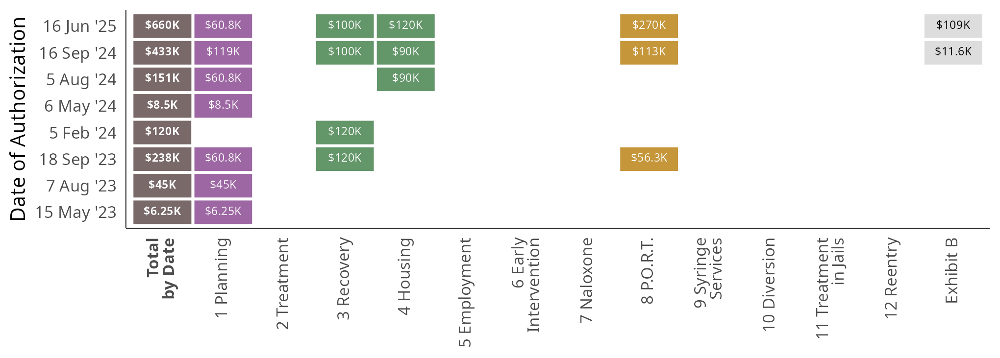 Date of Authorization
16 Jun '25 $660K $60.8K $100K $120K $270K $109K
16 Sep '24 $433K $119K $100K $90K $113K $11.6K
5 Aug '24 $151K $60.8K $90K
6 May '24 $8.5K $8.5K
5 Feb '24 $120K $120K
18 Sep '23 $238K $60.8K $120K $56.3K
7 Aug '23 $45K $45K
15 May '23 $6.25K $6.25K
Total
by Date
1 Planning
2 Treatment
3 Recovery
4 Housing
5 Employment
6 Early
Intervention
7 Naloxone
8 P.O.R.T.
9 Syringe
Services
10 Diversion
11 Treatment
in Jails
12 Reentry
Exhibit B